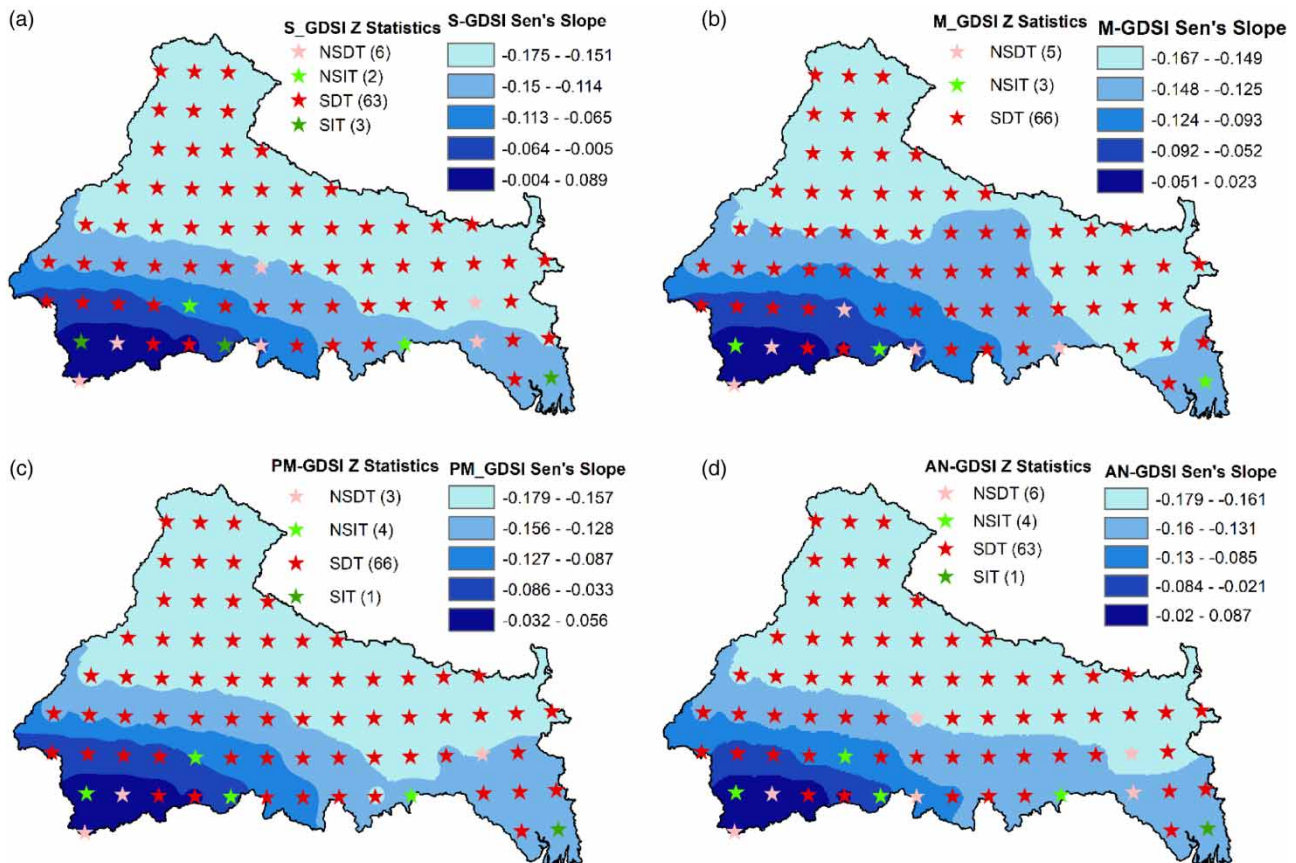 (a)
S_GDSI Z Statistics
NSDT (6)
NSIT (2)
SDT (63)
SIT (3)
S-GDSI Sen's Slope
-0.175 - -0.151
-0.15 - -0.114
-0.113 - -0.065
-0.064 - -0.005
-0.004 - 0.089
(b)
M_GDSI Z Satistics
NSDT (5)
NSIT (3)
SDT (66)
M-GDSI Sen's Slope
-0.167 - -0.149
-0.148 - -0.125
-0.124 - -0.093
-0.092 - -0.052
-0.051 - 0.023
(c)
PM-GDSI Z Statistics
NSDT (3)
NSIT (4)
SDT (66)
SIT (1)
PM_GDSI Sen's Slope
-0.179 - -0.157
-0.156 - -0.128
-0.127 - -0.087
-0.086 - -0.033
-0.032 - 0.056
(d)
AN-GDSI Z Statistics
NSDT (6)
NSIT (4)
SDT (63)
SIT (1)
AN-GDSI Sen's Slope
-0.179 - -0.161
-0.16 - -0.131
-0.13 - -0.085
-0.084 - -0.021
-0.02 - 0.087